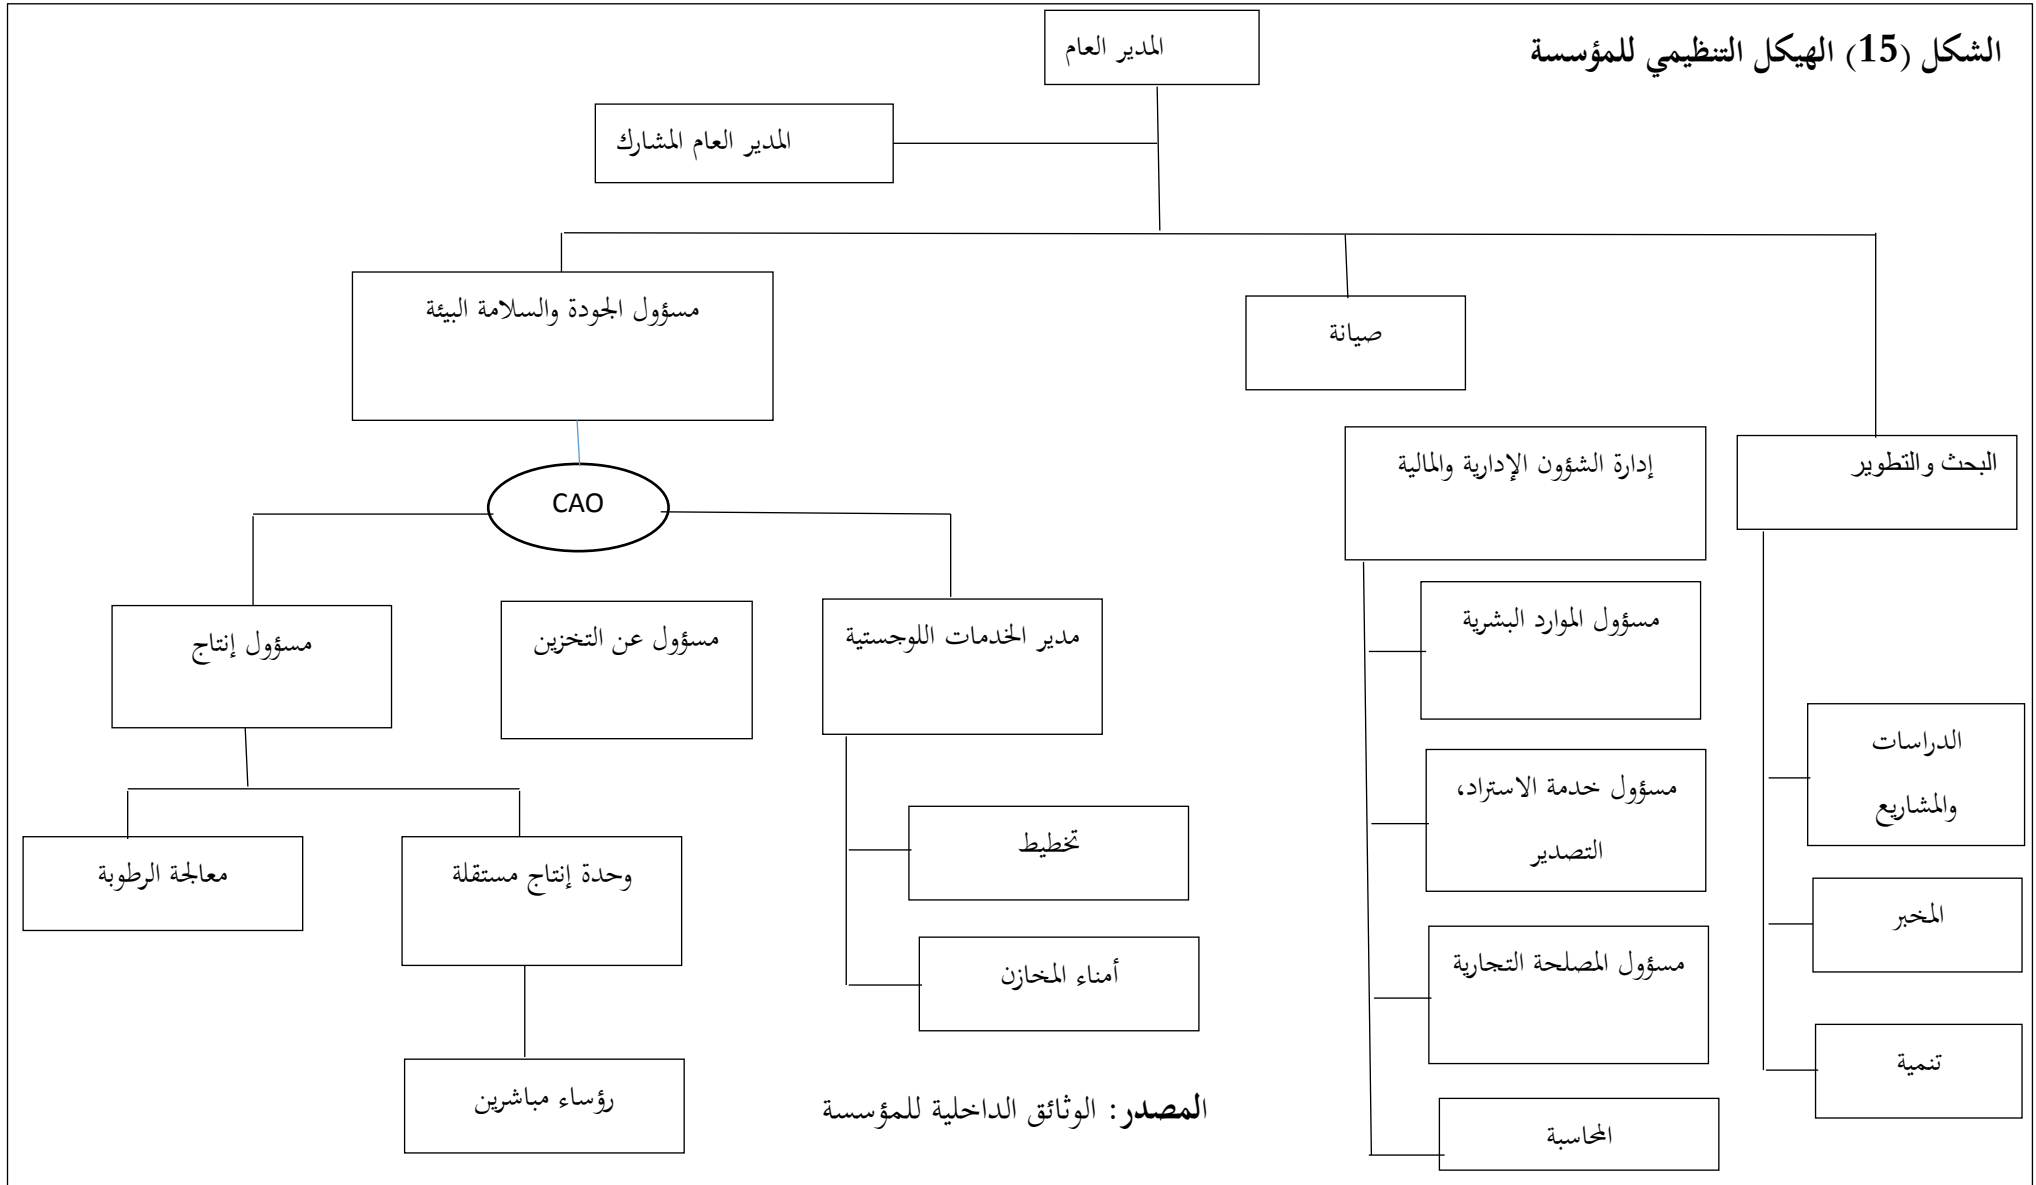 الشكل (15) الهيكل التنظيمي للمؤسسة
المدير العام
المدير العام المشارك
مسؤول الجودة والسلامة البيئة
صيانة
البحث والتطوير
إدارة الشؤون الإدارية والمالية
CAO
مدير الخدمات اللوجستية
مسؤول عن التخزين
مسؤول إنتاج
مسؤول الموارد البشرية
الدراسات
والمشاريع
مسؤول خدمة الاستراد،
التصدير
تخطيط
وحدة إنتاج مستقلة
معالجة الرطوبة
المخبر
مسؤول المصلحة التجارية
أمناء المخازن
تنمية
رؤساء مباشرين
المحاسبة
المصدر: الوثائق الداخلية للمؤسسة